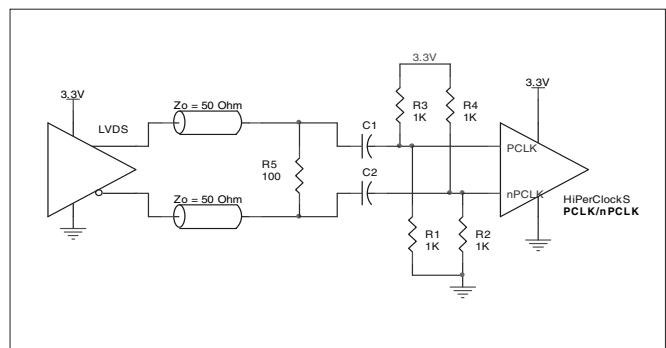 3.3V
3.3V
3.3V
Zo = 50 Ohm
LVDS
R3
1K
R4
1K
C1
PCLK
R5
100
C2
nPCLK
Zo = 50 Ohm
HiPerClockS
PCLK/nPCLK
R1
1K
R2
1K